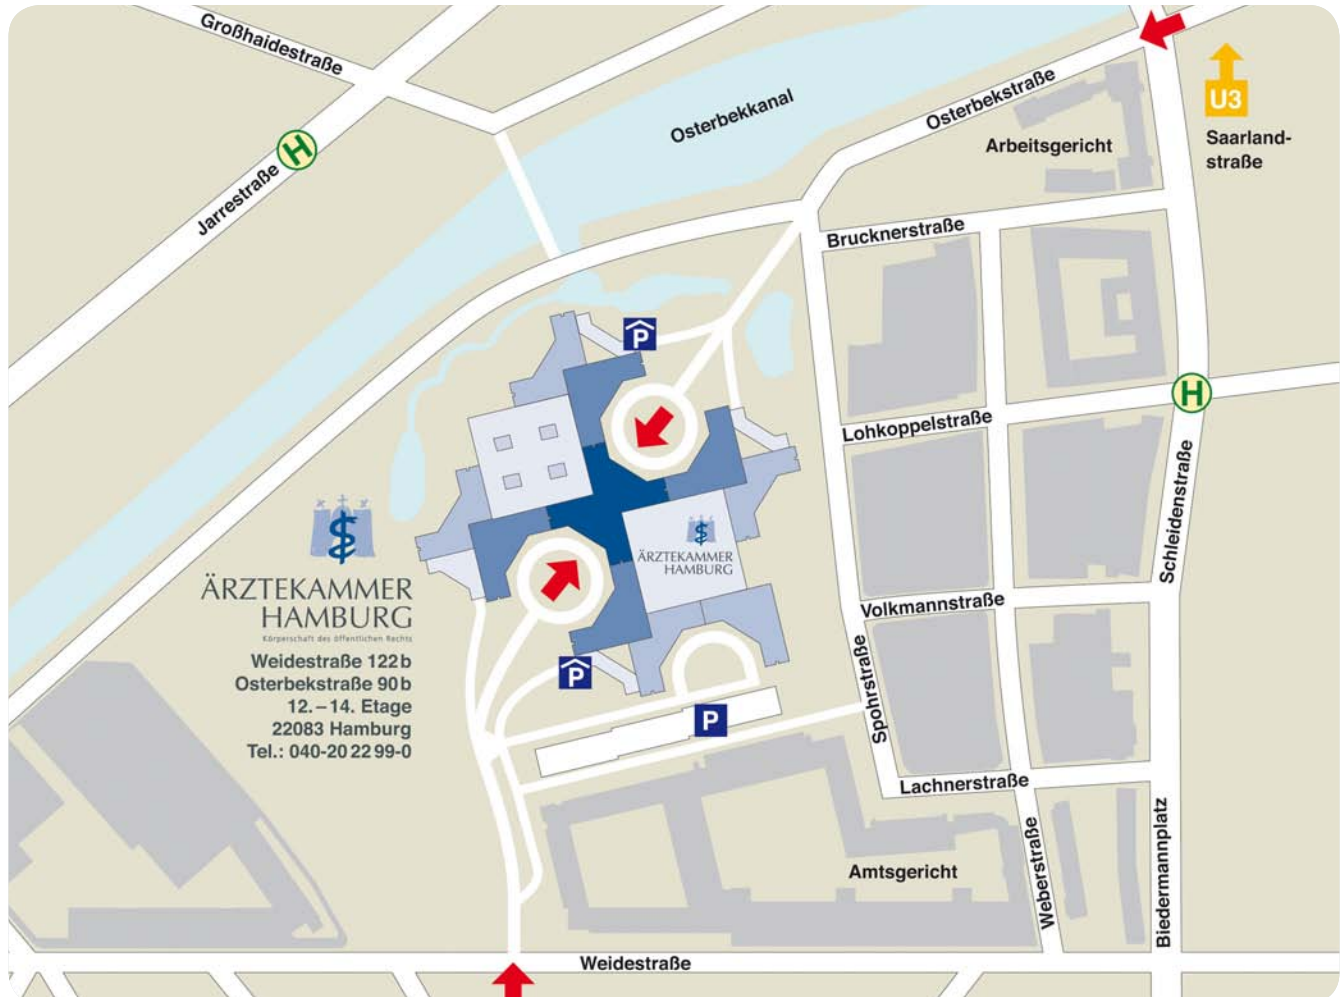 Großhaidestraße
Jarrestraße
H
Osterbekkanal
Osterbekstraße
U3
Saarland-
straße
Arbeitsgericht
Brucknerstraße
P
Lohkoppelstraße
H
Schleidenstraße
ÄRZTEKAMMER
HAMBURG
ÄRZTEKAMMER
HAMBURG
Körperschaft des öffentlichen Rechts
Weidestraße 122 b
Osterbekstraße 90 b
12. – 14. Etage
22083 Hamburg
Tel.: 040-20 22 99-0
Volkmannstraße
Spohrstraße
P
P
Lachnerstraße
Weberstraße
Biedermannplatz
Amtsgericht
Weidestraße